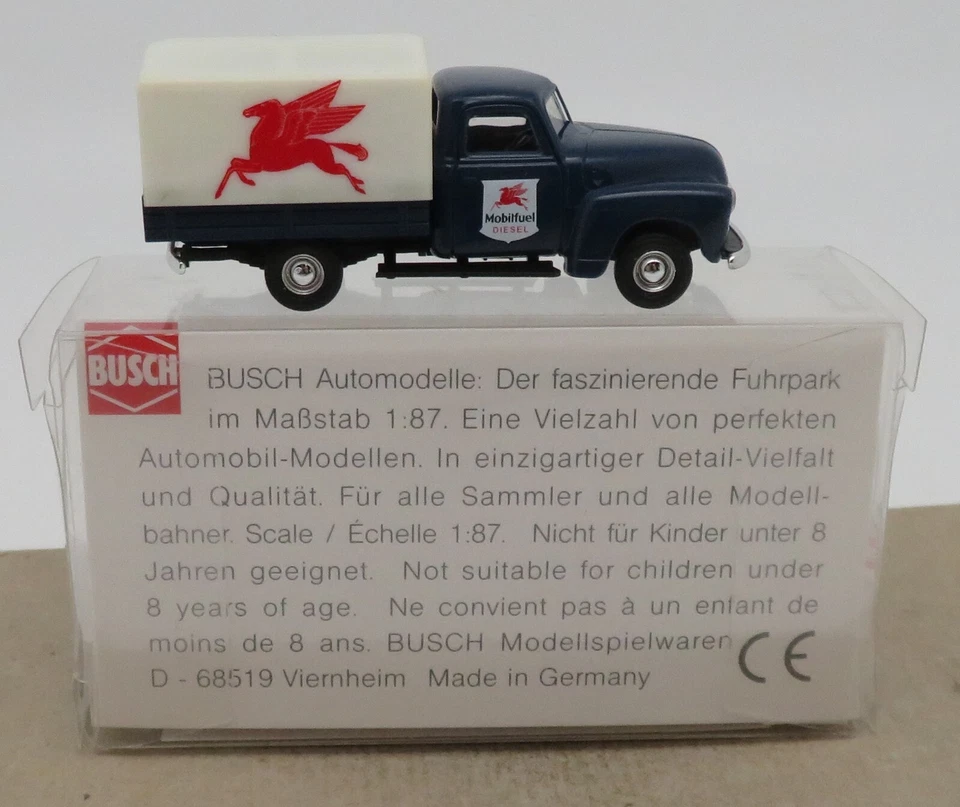 Mobilfuel
DIESEL
BUSCH
BUSCH Automodelle: Der faszinierende Fuhrpark
im Maßstab 1:87. Eine Vielzahl von perfekten
Automobil-Modellen. In einzigartiger Detail-Vielfalt
und Qualität. Für alle Sammler und alle Modell-
bahner. Scale / Échelle 1:87. Nicht für Kinder unter 8
Jahren geeignet. Not suitable for children under
8 years of age. Ne convient pas à un enfant de
moins de 8 ans. BUSCH Modellspielwaren
D - 68519 Viernheim Made in Germany
CE